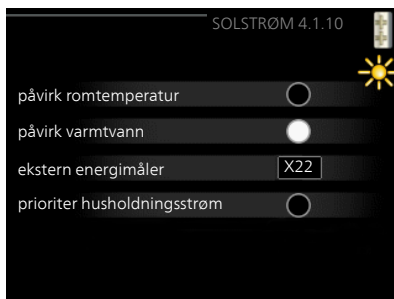 SOLSTRØM 4.1.10
påvirk romtemperatur
påvirk varmtvann
ekstern energimåler X22
prioriter husholdningsstrøm